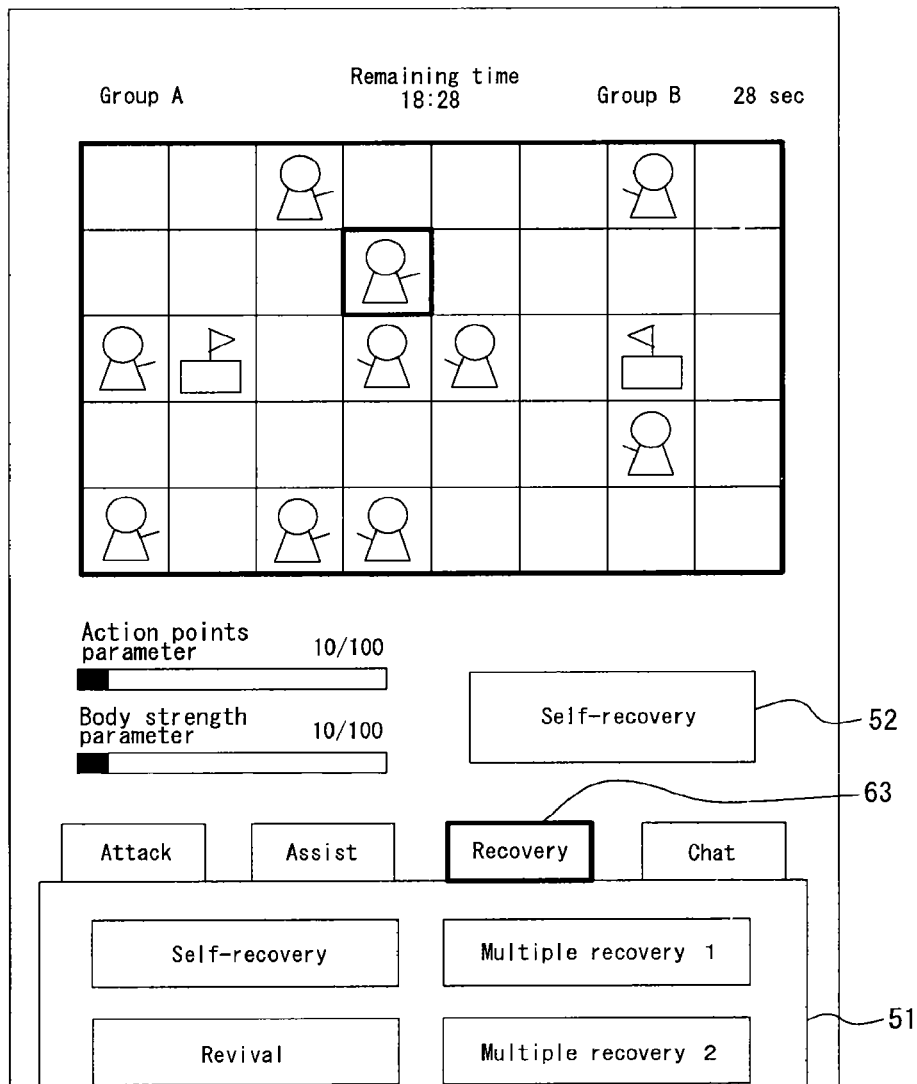 Group A
Remaining time
18:28
Group B
28 sec
Action points
parameter
10/100
Body strength
parameter
10/100
Self-recovery
52
63
Attack
Assist
Recovery
Chat
Self-recovery
Multiple recovery 1
51
Revival
Multiple recovery 2